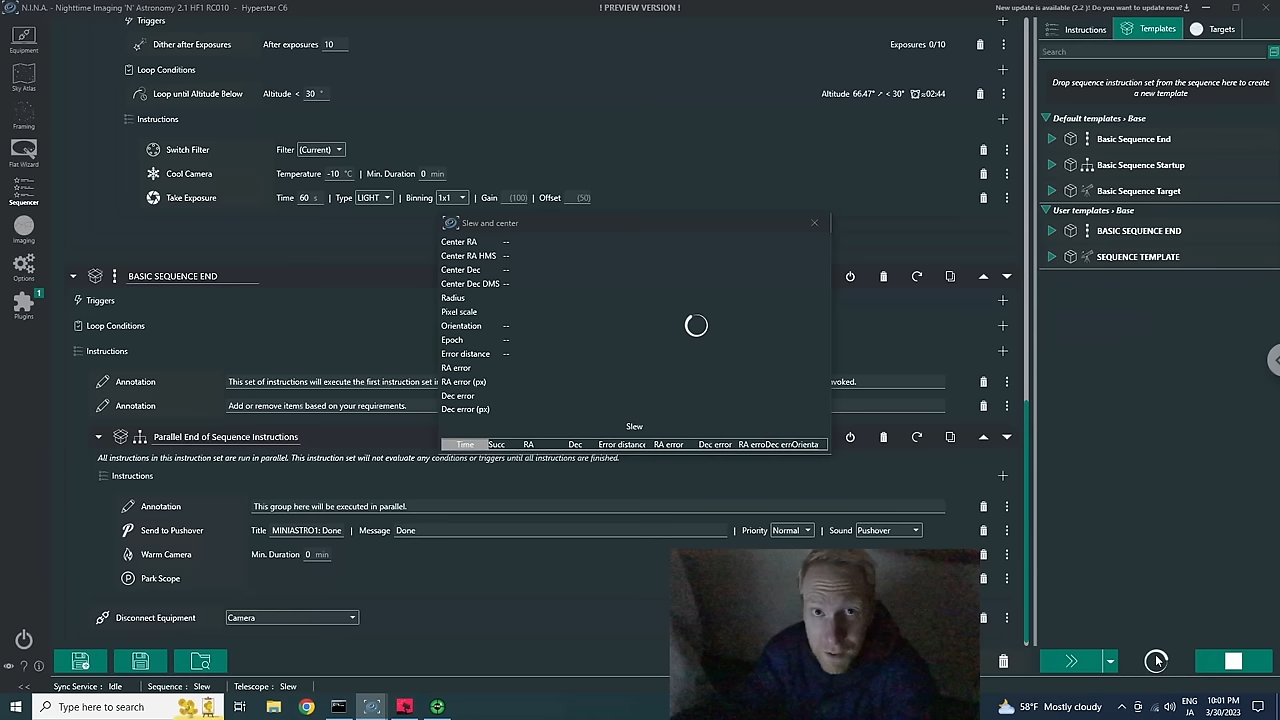 N.I.N.A. - Nighttime Imaging 'N' Astronomy 2.1 HF1 RC010 - Hyperstar C6
! PREVIEW VERSION !
New update is available (2.2 )! Do you want to update now?
Triggers
Instructions
Templates
Targets
Equipment
Dither after Exposures After exposures 10 Exposures 0/10
Search
Loop Conditions
Drop sequence instruction set from the sequence here to create a new template
Sky Atlas
Loop until Altitude Below Altitude < 30 ° Altitude 66.47° < 30° ≈02:44
Instructions
Default templates › Base
Framing
Basic Sequence End
Switch Filter Filter (Current)
Flat Wizard
Basic Sequence Startup
Cool Camera Temperature -10 °C | Min. Duration 0 min
Basic Sequence Target
Take Exposure Time 60 s | Type LIGHT | Binning 1x1 | Gain (100) | Offset (50)
Sequencer
User templates › Base
BASIC SEQUENCE END
Imaging
SEQUENCE TEMPLATE
Slew and center
Center RA --
Center RA HMS --
Center Dec --
Center Dec DMS --
Radius
Pixel scale
Orientation --
Epoch --
Error distance --
RA error
RA error (px)
Dec error
Dec error (px)
Slew
Time Succ RA Dec Error distanc RA error Dec error RA erro Dec err Orienta
Options
1
Plugins
BASIC SEQUENCE END
Triggers
Loop Conditions
Instructions
Annotation This set of instructions will execute the first instruction set i voked.
Annotation Add or remove items based on your requirements.
Parallel End of Sequence Instructions
All instructions in this instruction set are run in parallel. This instruction set will not evaluate any conditions or triggers until all instructions are finished.
Instructions
Annotation This group here will be executed in parallel.
Send to Pushover Title MINIASTRO1: Done | Message Done | Priority Normal | Sound Pushover
Warm Camera Min. Duration 0 min
Park Scope
Disconnect Equipment Camera
<< Sync Service : Idle | Sequence : Slew | Telescope : Slew |
Type here to search
58°F Mostly cloudy
ENG
JA
10:01 PM
3/30/2023